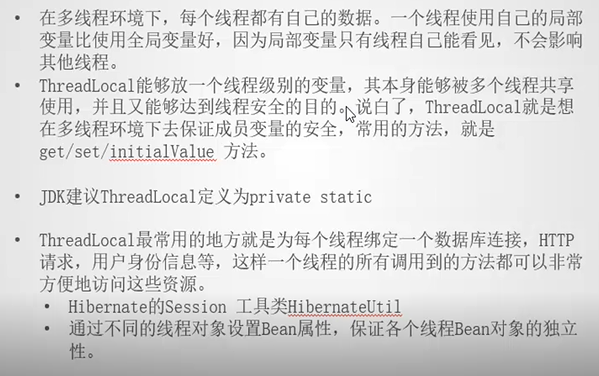 • 在多线程环境下，每个线程都有自己的数据。一个线程使用自己的局部
变量比使用全局变量好，因为局部变量只有线程自己能看见，不会影响
其他线程。
• ThreadLocal能够放一个线程级别的变量，其本身能够被多个线程共享
使用，并且又能够达到线程安全的目的。说白了，ThreadLocal就是想
在多线程环境下去保证成员变量的安全，常用的方法，就是
get/set/initialValue 方法。
• JDK建议ThreadLocal定义为private static
• ThreadLocal最常用的地方就是为每个线程绑定一个数据库连接，HTTP
请求，用户身份信息等，这样一个线程的所有调用到的方法都可以非常
方便地访问这些资源。
• Hibernate的Session 工具类HibernateUtil
• 通过不同的线程对象设置Bean属性，保证各个线程Bean对象的独立
性。